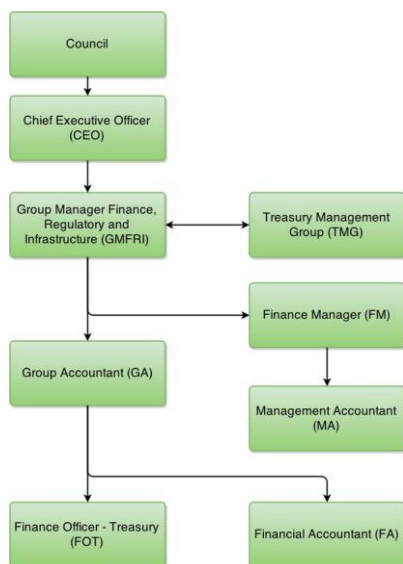 Council
Chief Executive Officer
(CEO)
Group Manager Finance,
Regulatory and
Infrastructure (GMFRI)
Treasury Management
Group (TMG)
Finance Manager (FM)
Group Accountant (GA)
Management Accountant
(MA)
Finance Officer - Treasury
(FOT)
Financial Accountant (FA)